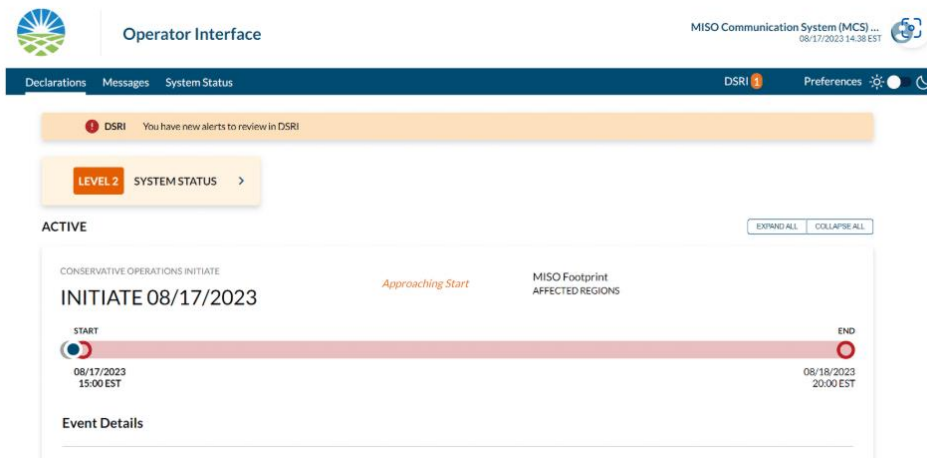 Operator Interface
MISO Communication System (MCS) ...
08/17/2023 14:38 EST
Declarations Messages System Status DSRI 1 Preferences
DSRI You have new alerts to review in DSRI
LEVEL 2 SYSTEM STATUS >
ACTIVE EXPAND ALL COLLAPSE ALL
CONSERVATIVE OPERATIONS INITIATE
INITIATE 08/17/2023
Approaching Start
MISO Footprint
AFFECTED REGIONS
START END
08/17/2023
15:00 EST
08/18/2023
20:00 EST
Event Details